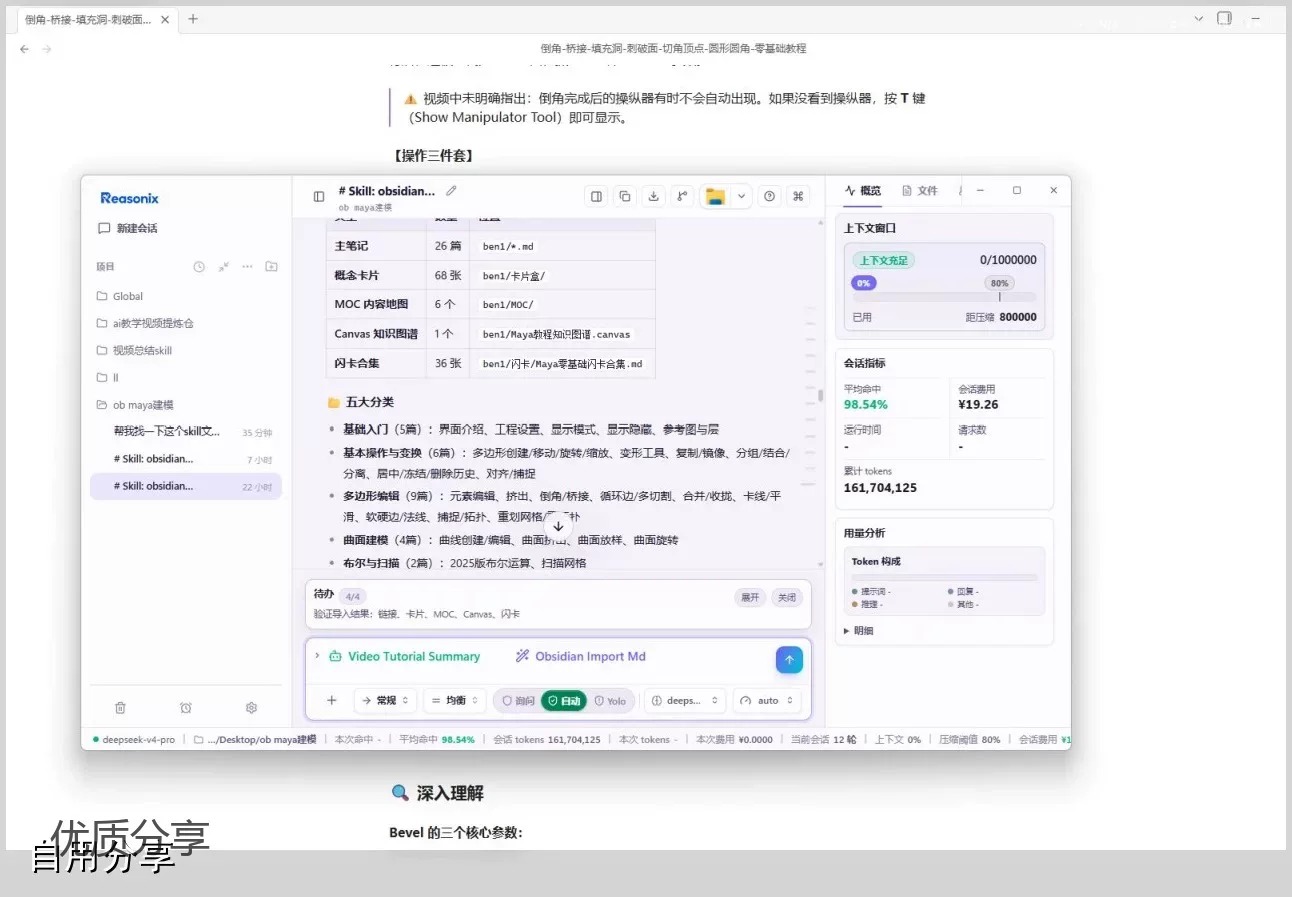 倒角-桥接-填充洞-刺破面...
倒角-桥接-填充洞-刺破面-切角顶点-圆形圆角-零基础教程
⚠️ 视频中未明确指出：倒角完成后的操纵器有时不会自动出现。如果没看到操纵器，按 T 键
（Show Manipulator Tool）即可显示。
【操作三件套】
Reasonix
新建会话
项目
Global
ai教学视频提炼仓
视频总结skill
ll
ob maya建模
帮我找一下这个skill文... 35 分钟
# Skill: obsidian... 7 小时
# Skill: obsidian... 22 小时
# Skill: obsidian...
ob maya建模
主笔记 26 篇 ben1/*.md
概念卡片 68 张 ben1/卡片盒/
MOC 内容地图 6 个 ben1/MOC/
Canvas 知识图谱 1 个 ben1/Maya教程知识图谱.canvas
闪卡合集 36 张 ben1/闪卡/Maya零基础闪卡合集.md
五大分类
基础入门（5篇）：界面介绍、工程设置、显示模式、显示隐藏、参考图与层
基本操作与变换（6篇）：多边形创建/移动/旋转/缩放、变形工具、复制/镜像、分组/结合/
分离、居中/冻结/删除历史、对齐/捕捉
多边形编辑（9篇）：元素编辑、挤出、倒角/桥接、循环边/多切割、合并/收拢、卡线/平
滑、软硬边/法线、捕捉/拓扑、重划网格/
曲面建模（4篇）：曲线创建/编辑、曲面挤出、曲面放样、曲面旋转
布尔与扫描（2篇）：2025版布尔运算、扫描网格
待办 4/4 展开 关闭
验证导入结果：链接、卡片、MOC、Canvas、闪卡
Video Tutorial Summary Obsidian Import Md
常规 均衡 询问 自动 Yolo deeps... auto
概览 文件
上下文窗口
上下文充足 0/1000000
0% 80%
已用 距压缩 800000
会话指标
平均命中 会话费用
98.54% ¥19.26
运行时间 请求数
- -
累计 tokens
161,704,125
用量分析
Token 构成
提示词 - 回复 -
推理 - 其他 -
明细
deepseek-v4-pro .../Desktop/ob maya建模 本次命中 - 平均命中 98.54% 会话 tokens 161,704,125 本次 tokens - 本次费用 ¥0.0000 当前会话 12 轮 上下文 0% 压缩阈值 80% 会话费用 ¥1
🔍 深入理解
Bevel 的三个核心参数：
优质分享
自用分享